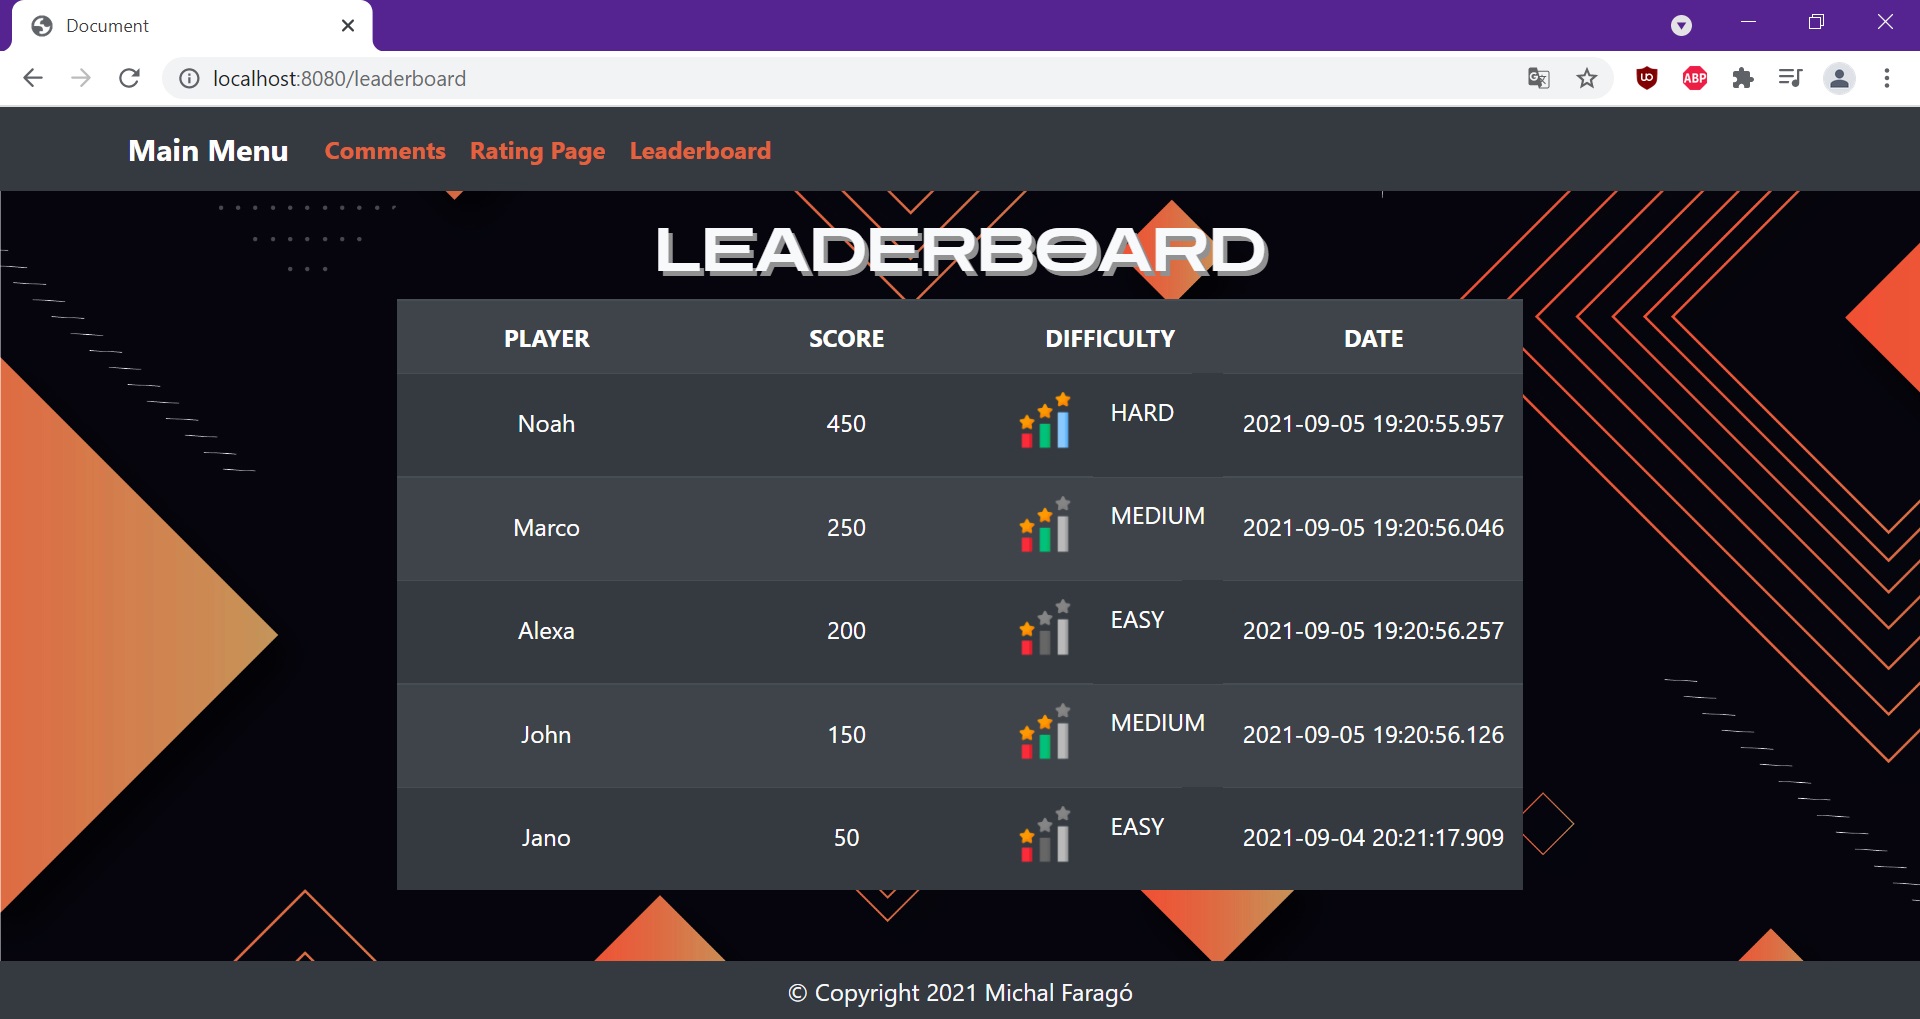 Document
localhost:8080/leaderboard
ABP
Main Menu Comments Rating Page Leaderboard
LEADERBOARD
PLAYER SCORE DIFFICULTY DATE
Noah 450 HARD 2021-09-05 19:20:55.957
Marco 250 MEDIUM 2021-09-05 19:20:56.046
Alexa 200 EASY 2021-09-05 19:20:56.257
John 150 MEDIUM 2021-09-05 19:20:56.126
Jano 50 EASY 2021-09-04 20:21:17.909
© Copyright 2021 Michal Faragó